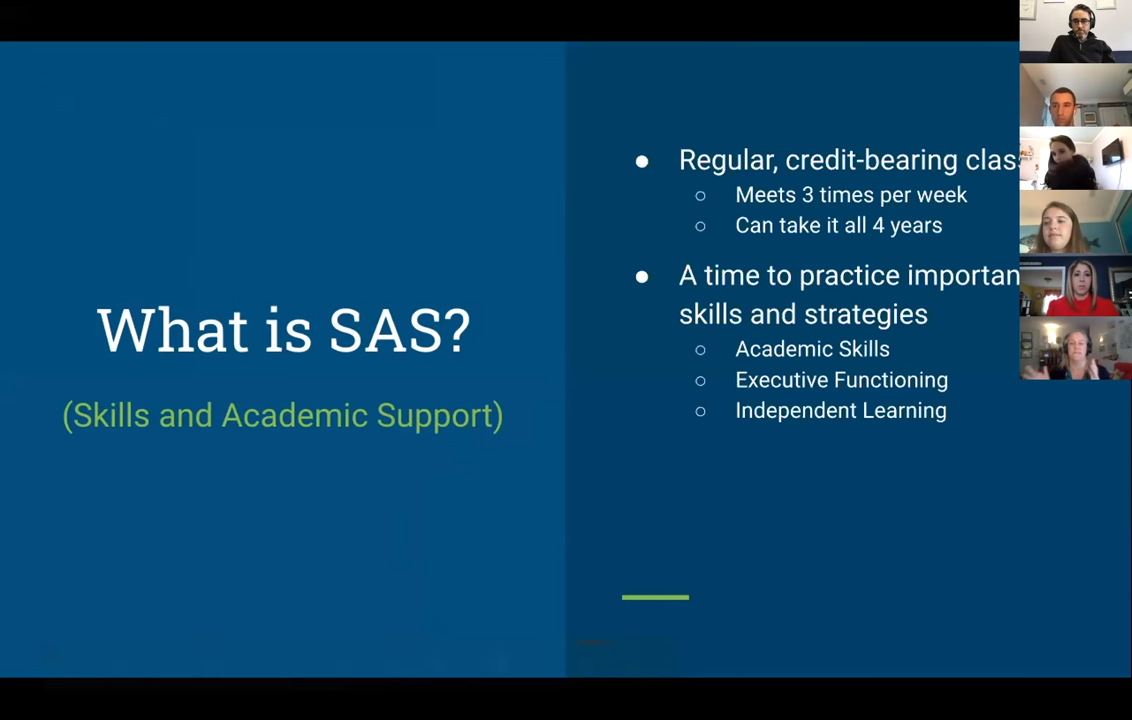 What is SAS?
(Skills and Academic Support)
● Regular, credit-bearing clas
○ Meets 3 times per week
○ Can take it all 4 years
● A time to practice importan
skills and strategies
○ Academic Skills
○ Executive Functioning
○ Independent Learning